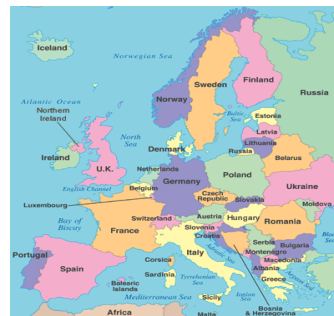 Iceland
Norwegian Sea
Sweden
Finland
Russia
Norway
Atlantic Ocean
Northern
Ireland
North
Sea
Baltic
Sea
Estonia
Latvia
Lithuania
Russia
Denmark
Ireland
U.K.
Belarus
Netherlands
Poland
English Channel
Belgium
Germany
Luxembourg
Czech
Republic
Ukraine
Slovakia
Bay of
Biscay
France
Switzerland
Austria
Hungary
Moldova
Slovenia
Croatia
Romania
Portugal
Spain
Italy
Serbia
Bulgaria
Corsica
Montenegro
Macedonia
Albania
Sardinia
Tyrrhenian
Sea
Greece
Balearic
Islands
Ionian
Sea
Mediterranean Sea
Sicily
Bosnia
& Herzegovina
Africa
Malta